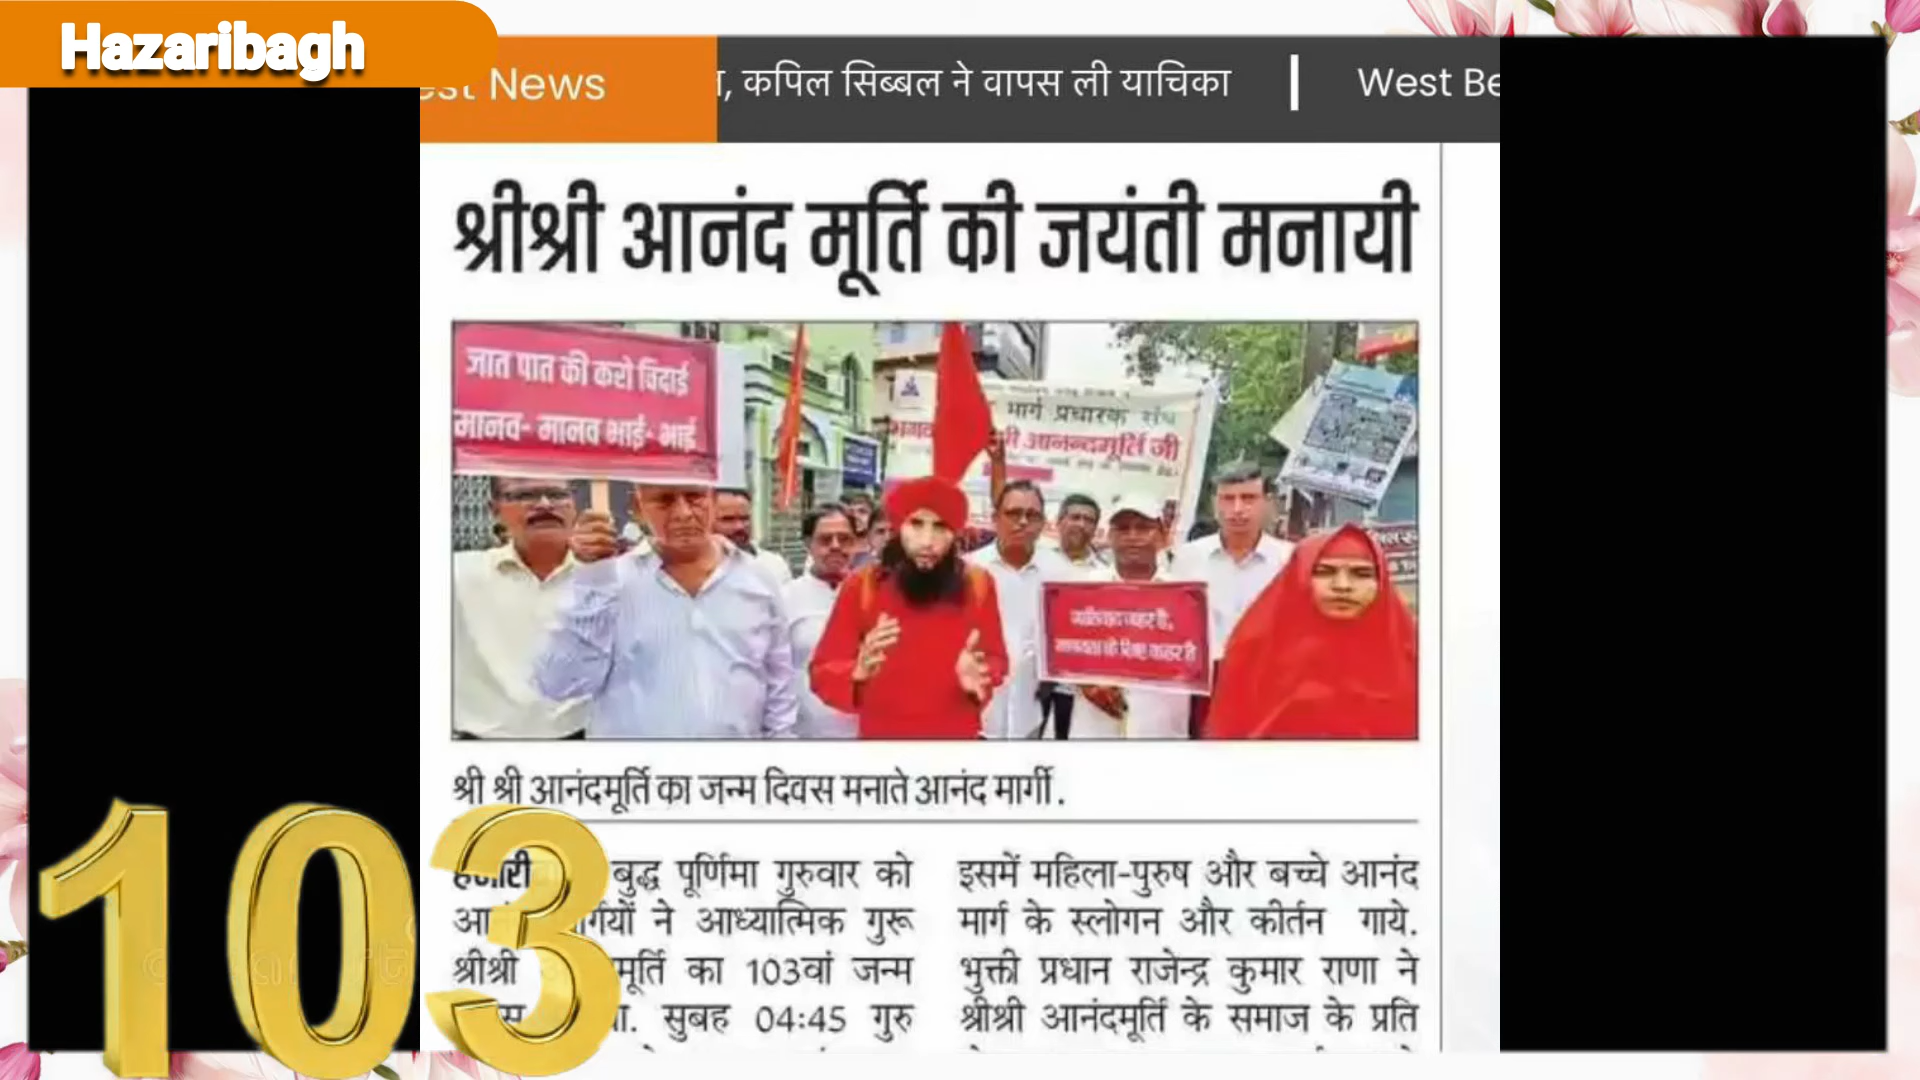 Hazaribagh
News
कपिल सिब्बल ने वापस ली याचिका | West Be
श्रीश्री आनंद मूर्ति की जयंती मनायी
जात पात की करो विदाई
मानव- मानव भाई- भाई
मार्ग प्रचारक संघ
आनन्दमूर्ति जी
श्री श्री आनंदमूर्ति का जन्म दिवस मनाते आनंद मार्गी.
बुद्ध पूर्णिमा गुरुवार को
ने आध्यात्मिक गुरू
श्रीश्री मूर्ति का 103वां जन्म
सुबह 04:45 गुरु
इसमें महिला-पुरुष और बच्चे आनंद
मार्ग के स्लोगन और कीर्तन गाये.
भुक्ती प्रधान राजेन्द्र कुमार राणा ने
श्रीश्री आनंदमूर्ति के समाज के प्रति
103